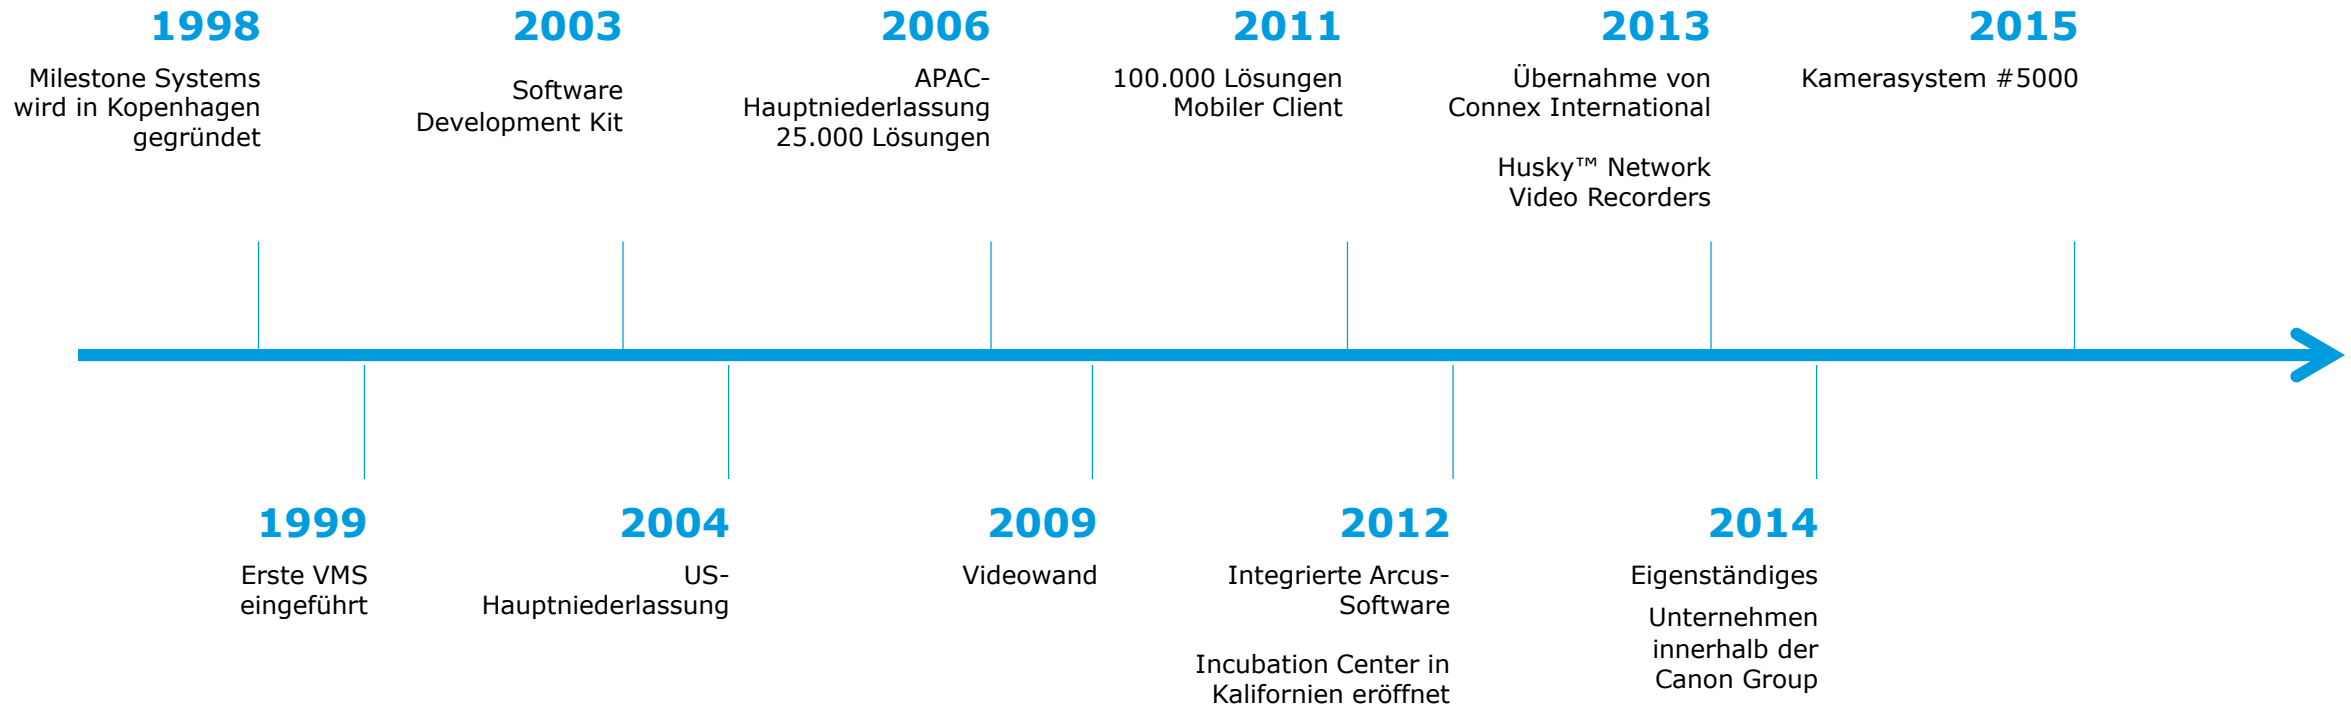 1998
Milestone Systems
wird in Kopenhagen
gegründet
2003
Software
Development Kit
2006
APAC-
Hauptniederlassung
25.000 Lösungen
2011
100.000 Lösungen
Mobiler Client
2013
Übernahme von
Connex International
Husky™ Network
Video Recorders
2015
Kamerasystem #5000
1999
Erste VMS
eingeführt
2004
US-
Hauptniederlassung
2009
Videowand
2012
Integrierte Arcus-
Software
Incubation Center in
Kalifornien eröffnet
2014
Eigenständiges
Unternehmen
innerhalb der
Canon Group